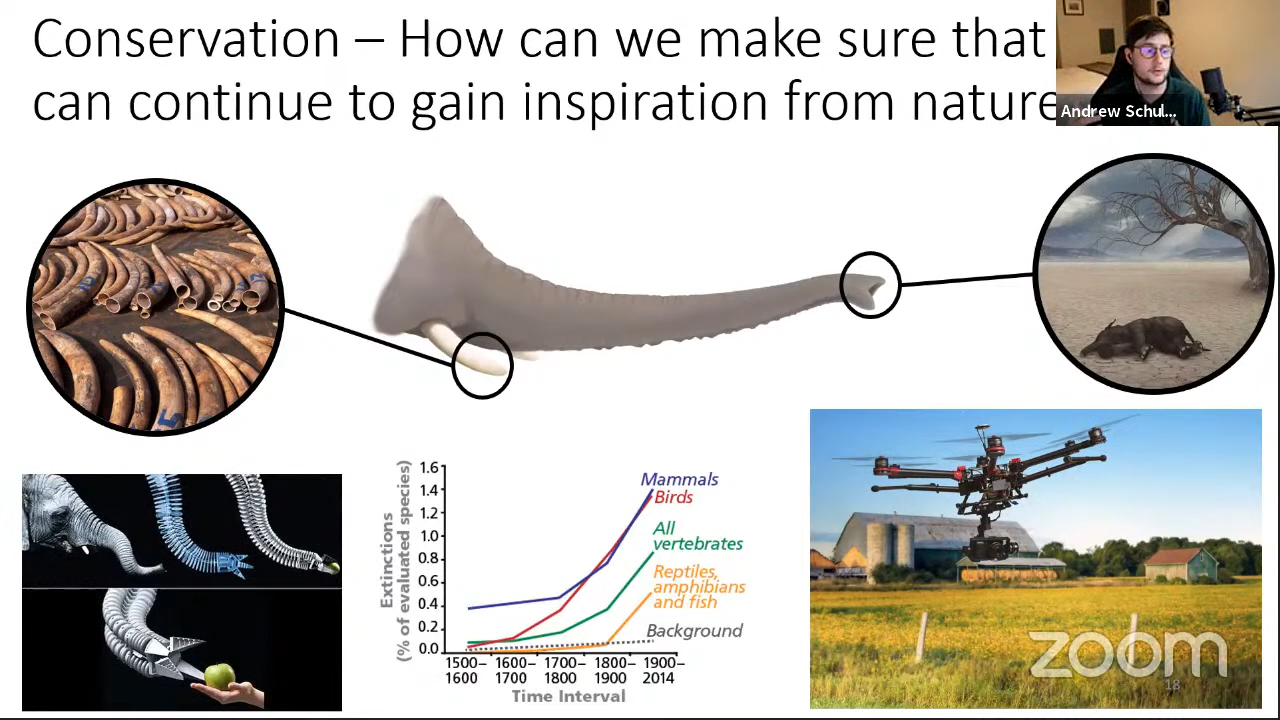 Conservation – How can we make sure that
can continue to gain inspiration from nature
Andrew Schul...
Extinctions
(% of evaluated species)
1.6
1.4
1.2
1.0
0.8
0.6
0.4
0.2
0.0
Mammals
Birds
All
vertebrates
Reptiles,
amphibians
and fish
Background
1500–
1600
1600–
1700
1700–
1800
1800–
1900
1900–
2014
Time Interval
zoom
18